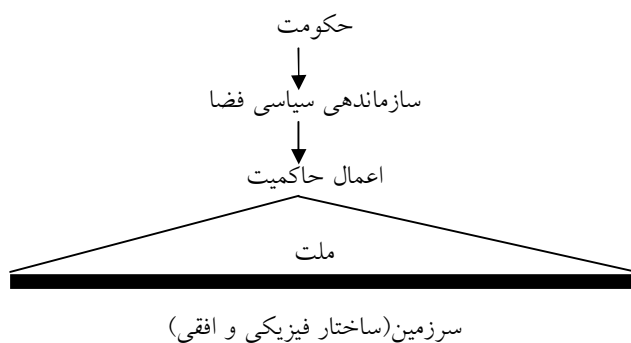 حکومت
سازماندهی سیاسی فضا
اعمال حاکمیت
ملت
سرزمین(ساختار فیزیکی و افقی)